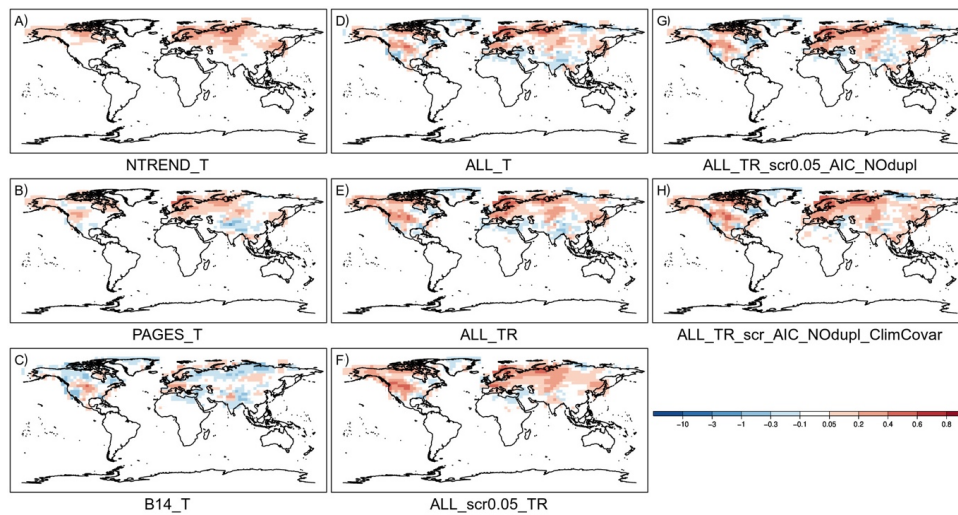 A)
NTREND_T
B)
PAGES_T
C)
B14_T
D)
ALL_T
E)
ALL_TR
F)
ALL_scr0.05_TR
G)
ALL_TR_scr0.05_AIC_NOdupl
H)
ALL_TR_scr_AIC_NOdupl_ClimCovar
-10 -3 -1 -0.3 -0.1 0.05 0.2 0.4 0.6 0.8